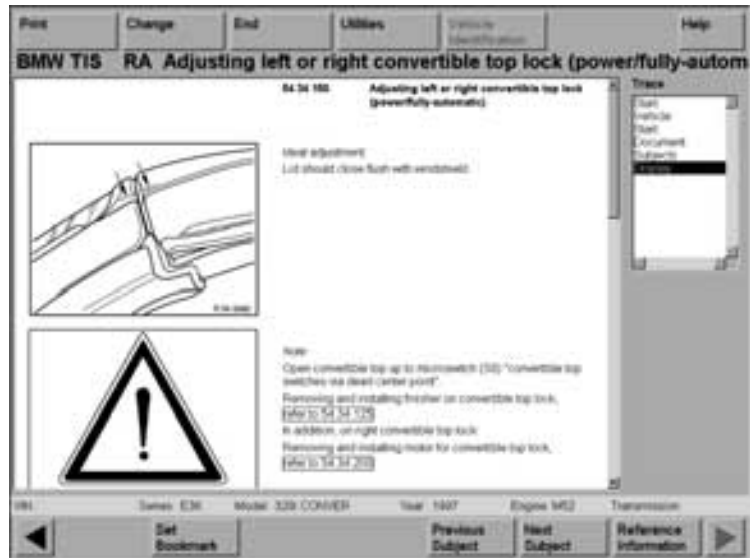 Print Change End Utilities Vehicle Identification Help
BMW TIS RA Adjusting left or right convertible top lock (power/fully-autom
54 34 Adjusting left or right convertible top lock
(power/fully-automatic)
Trace
Start
Vehicle
Start
Document
Subjects
Display
Ideal adjustment:
Lid should close flush with windshield.
Note:
Open convertible top up to microswitch (S8) "convertible top
switches via dead center point".
Removing and installing finisher on convertible top lock,
refer to 54 34 125
In addition, on right convertible top lock:
Removing and installing motor for convertible top lock,
refer to 54 34 200
VIN: Series: E36 Model: CONVER Year: 1997 Engine: M52 Transmission:
Set
Bookmark
Previous
Subject
Next
Subject
Reference
Information